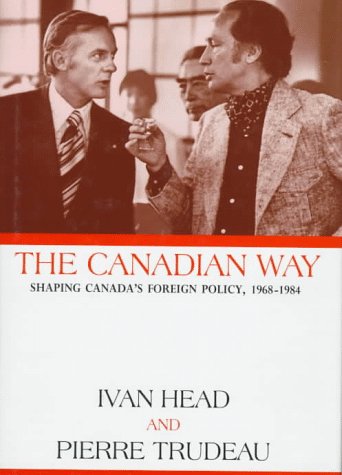 THE CANADIAN WAY
SHAPING CANADA'S FOREIGN POLICY, 1968-1984
IVAN HEAD
AND
PIERRE TRUDEAU